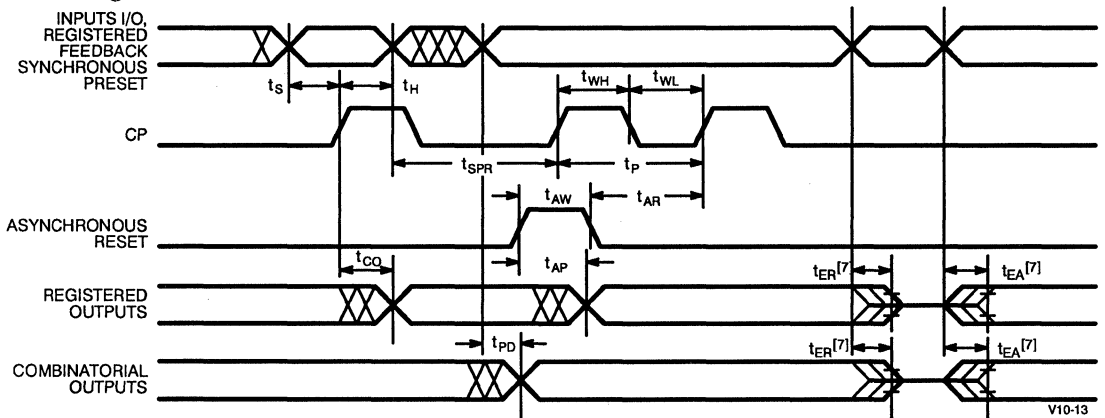 INPUTS I/O,
REGISTERED
FEEDBACK
SYNCHRONOUS
PRESET
tS
tH
tWH
tWL
CP
tSPR
tP
tAW
tAR
ASYNCHRONOUS
RESET
tCO
tAP
tER[7]
tEA[7]
REGISTERED
OUTPUTS
tPD
tER[7]
tEA[7]
COMBINATORIAL
OUTPUTS
V10-13